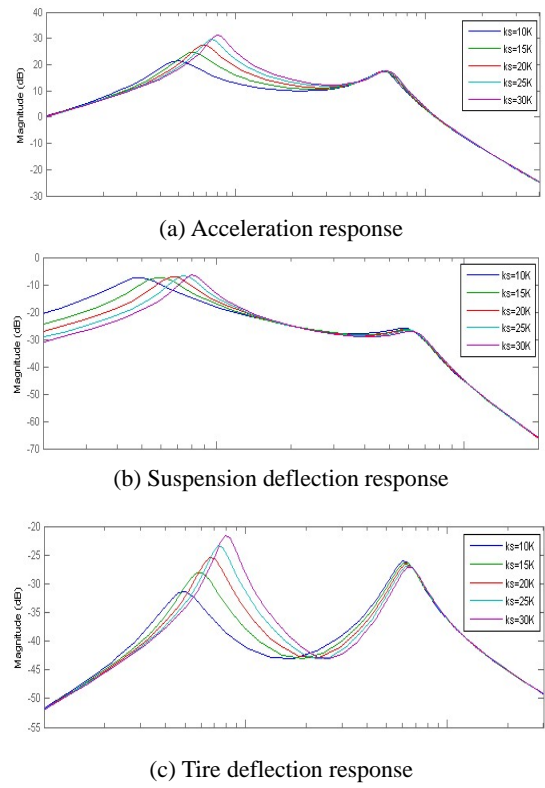 40
30
20
10
0
10
20
30
Magnitude (dB)
ks=10K
ks=15K
ks=20K
ks=25K
ks=30K
(a) Acceleration response
0
-10
-20
-30
-40
-50
-60
-70
Magnitude (dB)
ks=10K
ks=15K
ks=20K
ks=25K
ks=30K
(b) Suspension deflection response
-20
-25
-30
-35
-40
-45
-50
-55
Magnitude (dB)
ks=10K
ks=15K
ks=20K
ks=25K
ks=30K
(c) Tire deflection response